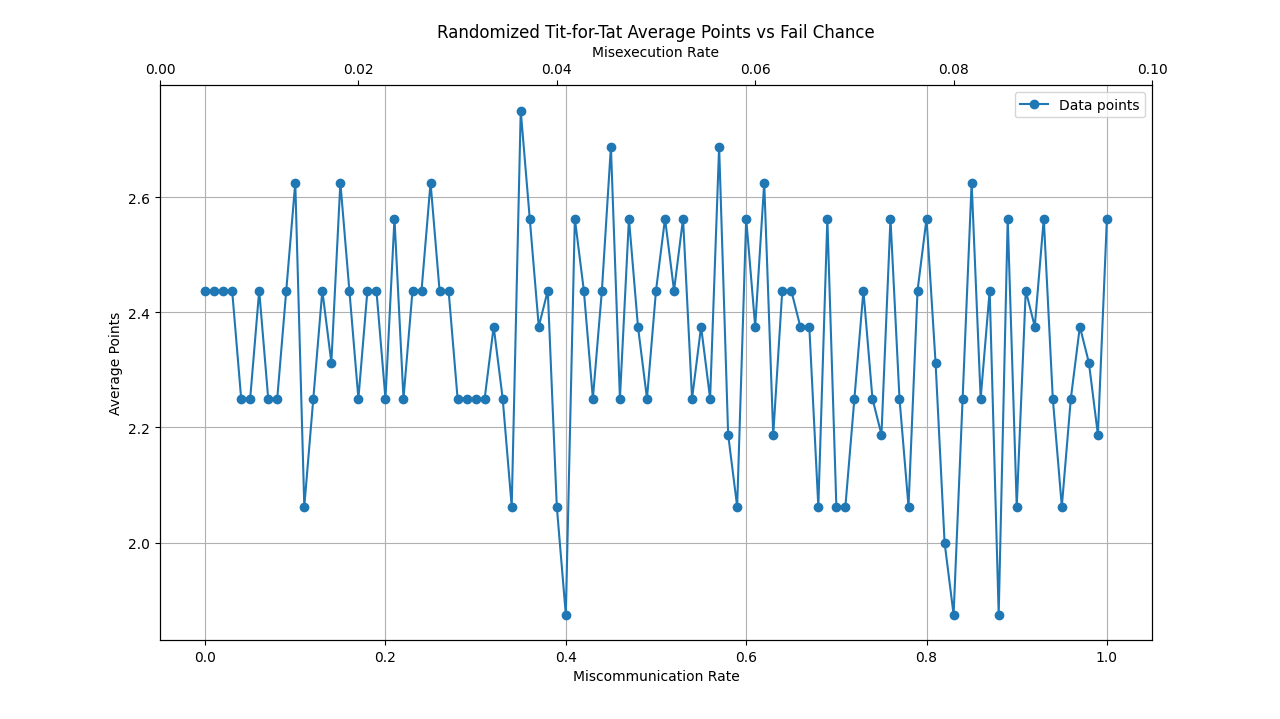 Randomized Tit-for-Tat Average Points vs Fail Chance
Misexecution Rate
0.00 0.02 0.04 0.06 0.08 0.10
Data points
2.6
2.4
2.2
2.0
Average Points
0.0 0.2 0.4 0.6 0.8 1.0
Miscommunication Rate